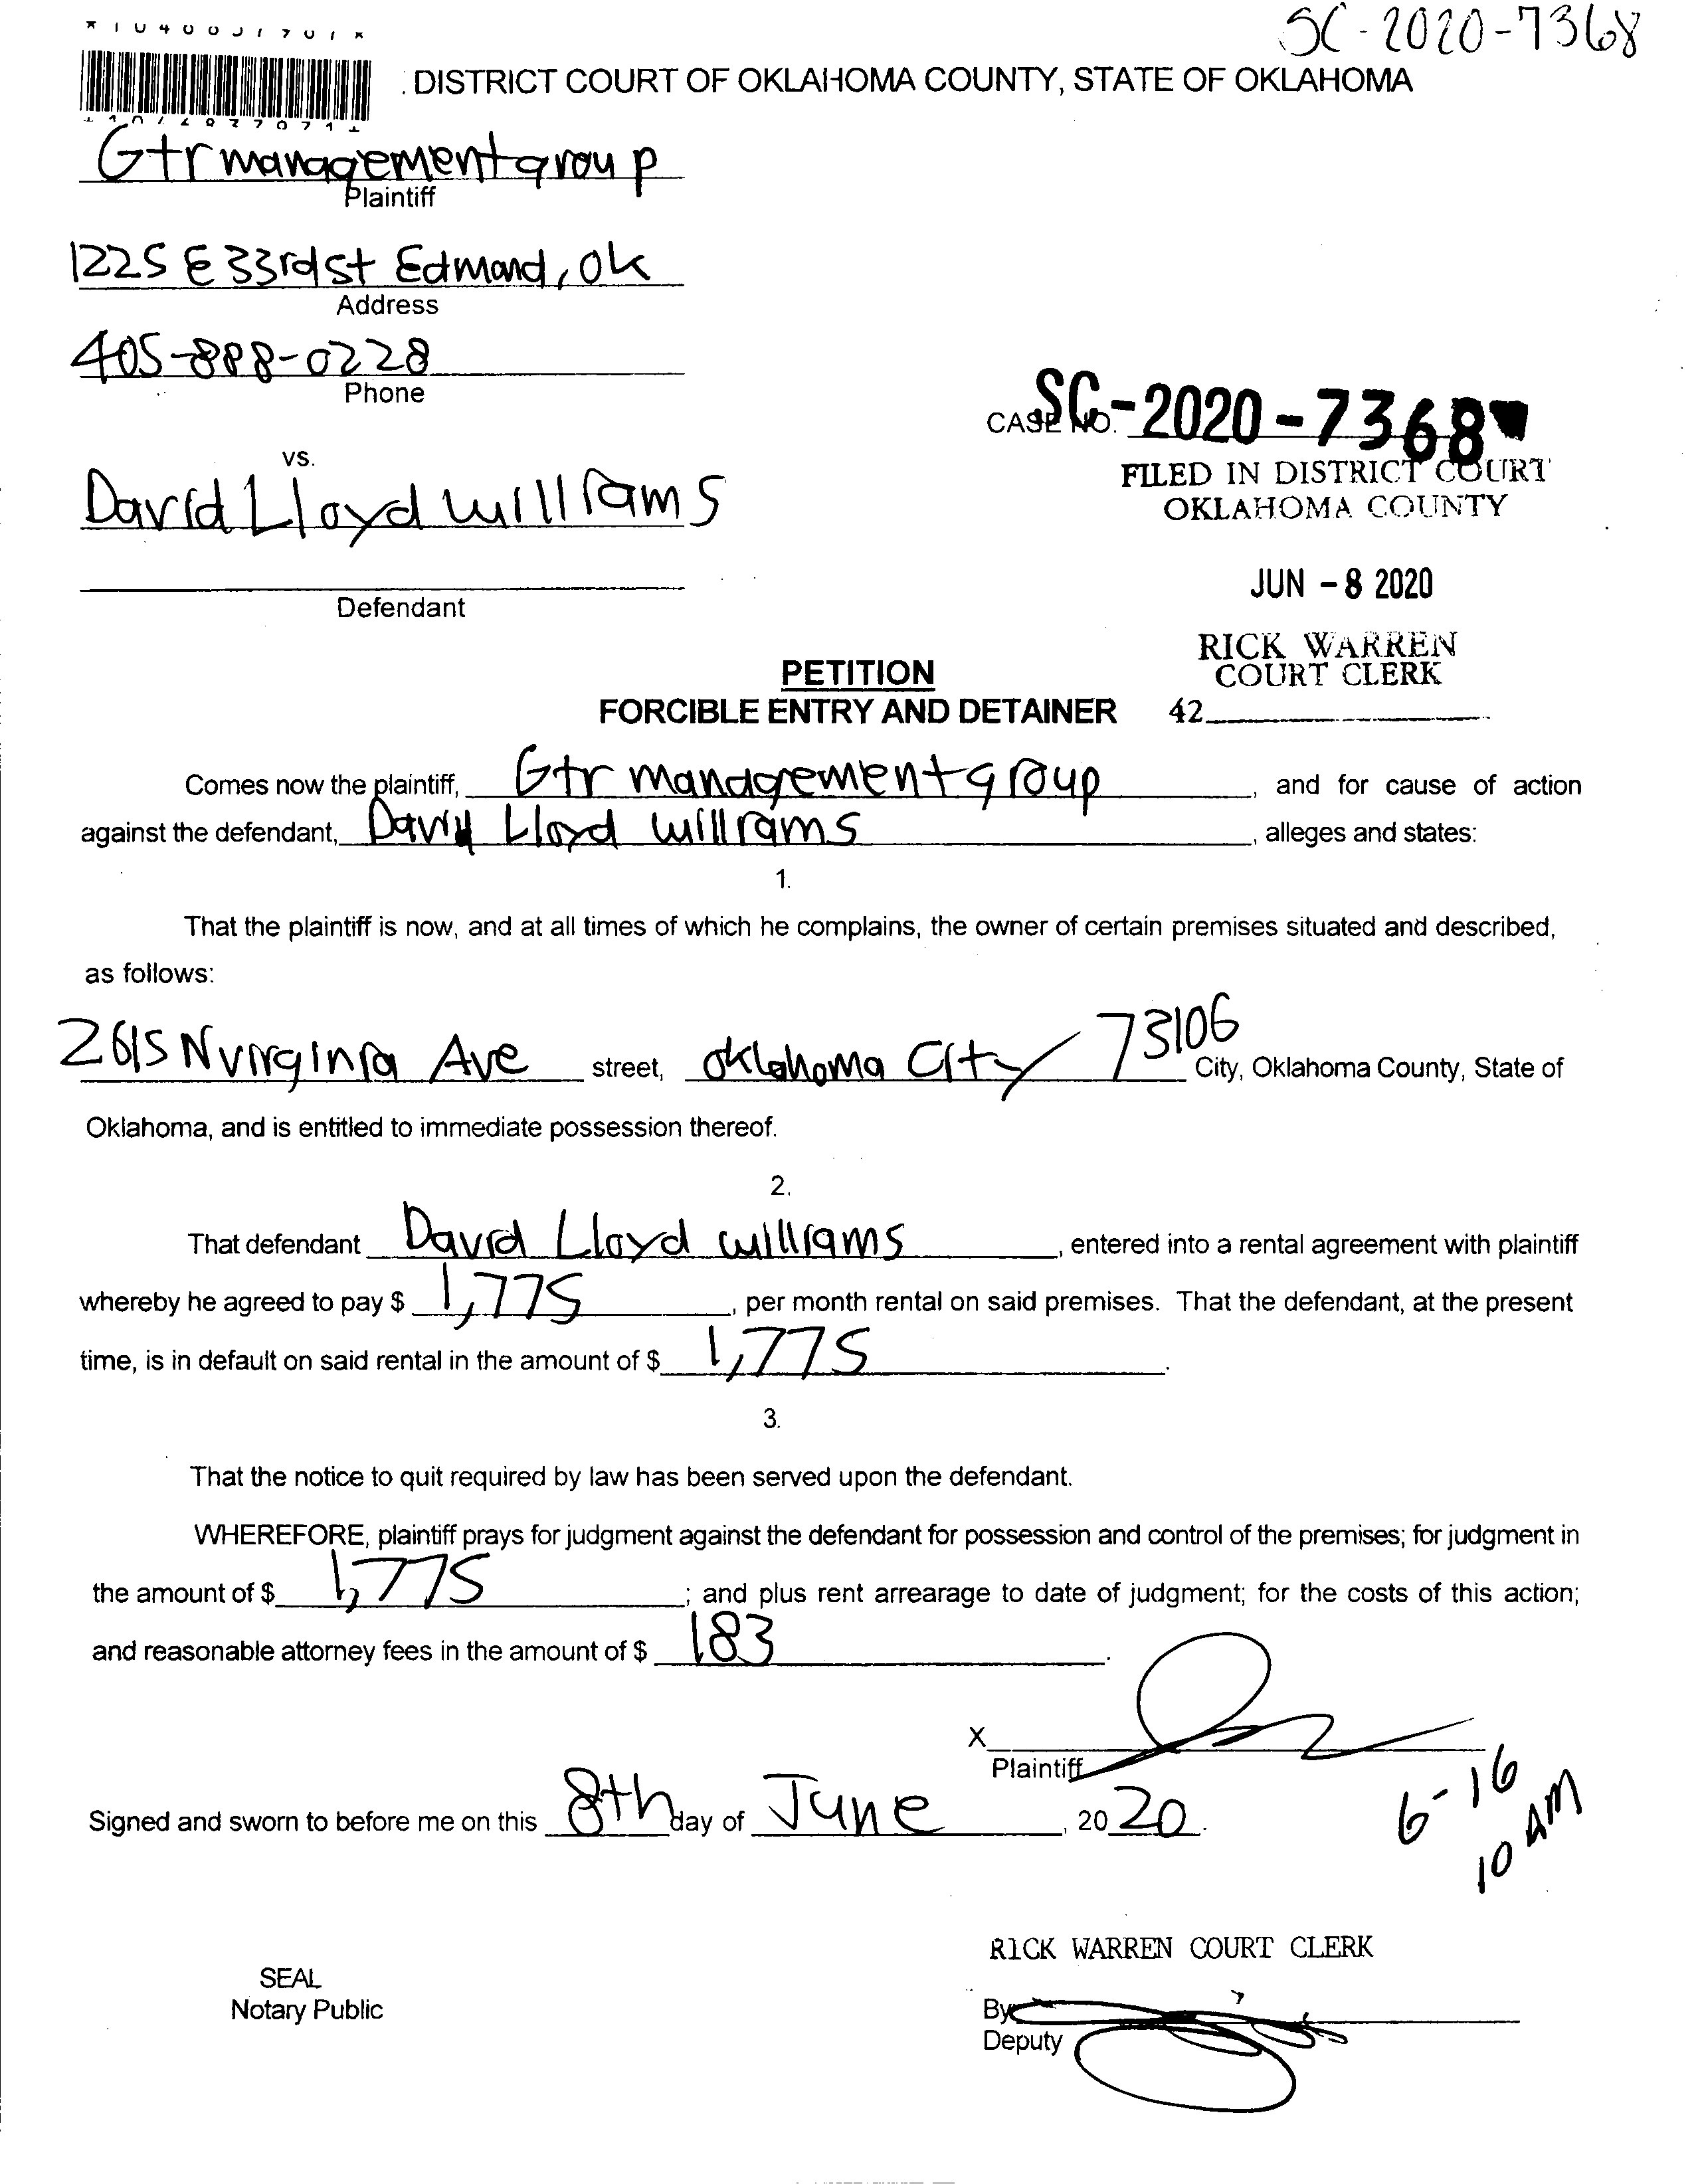 SC-2020-7368
DISTRICT COURT OF OKLAHOMA COUNTY, STATE OF OKLAHOMA
Gtr management group
Plaintiff
1225 E 33rd st Edmond, OK
Address
405-888-0228
Phone
CASE NO. SC-2020-7368
vs.
FILED IN DISTRICT COURT
OKLAHOMA COUNTY
David Lloyd williams
JUN - 8 2020
Defendant
RICK WARREN
COURT CLERK
PETITION
FORCIBLE ENTRY AND DETAINER
42
Comes now the plaintiff, Gtr management group, and for cause of action
against the defendant, David Lloyd williams, alleges and states:
1.
That the plaintiff is now, and at all times of which he complains, the owner of certain premises situated and described,
as follows:
2615 N virginia Ave street, oklahoma City / 73106 City, Oklahoma County, State of
Oklahoma, and is entitled to immediate possession thereof.
2.
That defendant David Lloyd williams, entered into a rental agreement with plaintiff
whereby he agreed to pay $ 1,775, per month rental on said premises. That the defendant, at the present
time, is in default on said rental in the amount of $ 1,775.
3.
That the notice to quit required by law has been served upon the defendant.
WHEREFORE, plaintiff prays for judgment against the defendant for possession and control of the premises; for judgment in
the amount of $ 1,775; and plus rent arrearage to date of judgment; for the costs of this action;
and reasonable attorney fees in the amount of $ 183.
X
Plaintiff
Signed and sworn to before me on this 8th day of June, 2020.
6-16
10 AM
RICK WARREN COURT CLERK
SEAL
Notary Public
By
Deputy